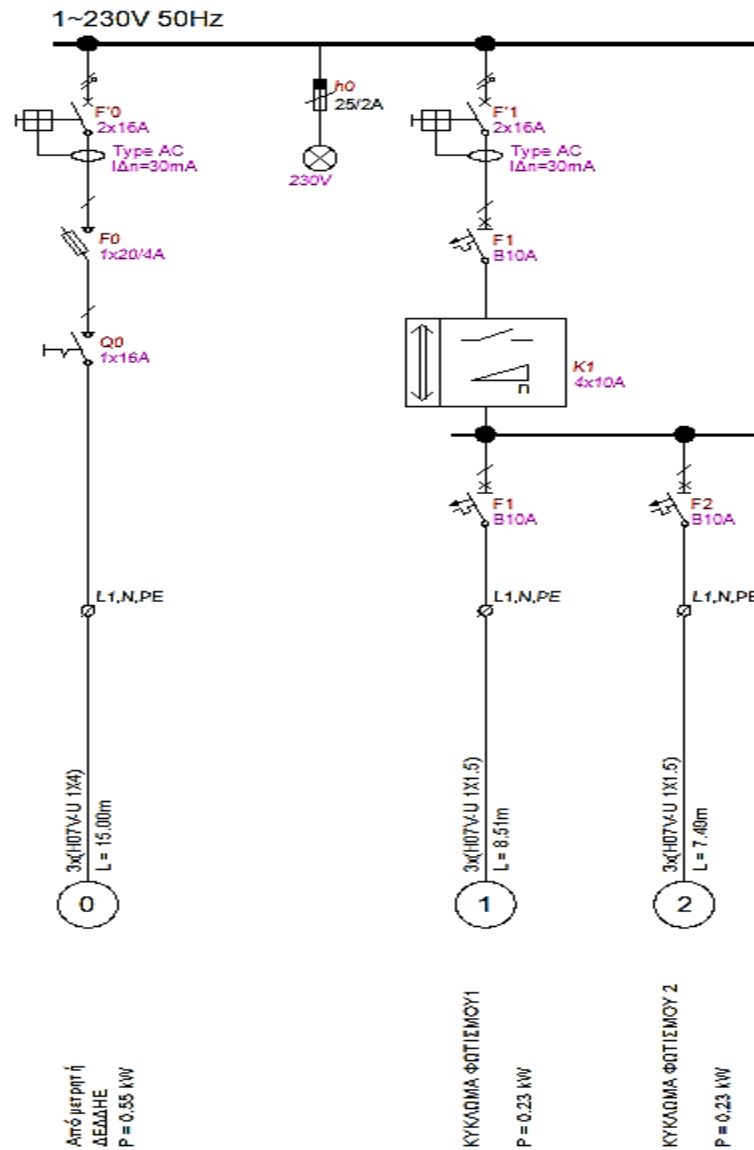 1~230V 50Hz
F'0
2x16A
Type AC
IΔn=30mA
F0
1x20/4A
Q0
1x16A
L1,N,PE
3x(H07V-U 1X4)
L = 15.00m
0
Από μετρητή
ΔΕΔΔΗΕ
P = 0.55 kW
h0
25/2A
230V
F'1
2x16A
Type AC
IΔn=30mA
F1
B10A
n
K1
4x10A
F1
B10A
L1,N,PE
3x(H07V-U 1X1.5)
L = 8.51m
1
ΚΥΚΛΩΜΑ ΦΩΤΙΣΜΟΥ1
P = 0.23 kW
F2
B10A
L1,N,PE
3x(H07V-U 1X1.5)
L = 7.49m
2
ΚΥΚΛΩΜΑ ΦΩΤΙΣΜΟΥ 2
P = 0.23 kW